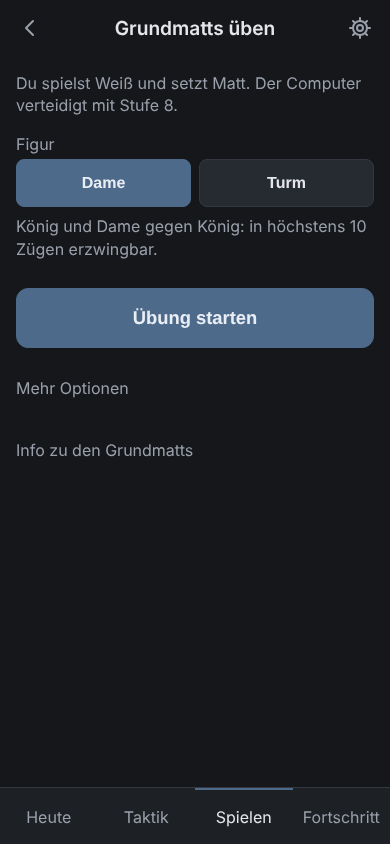 Grundmatts üben
Du spielst Weiß und setzt Matt. Der Computer
verteidigt mit Stufe 8.
Figur
Dame
Turm
König und Dame gegen König: in höchstens 10
Zügen erzwingbar.
Übung starten
Mehr Optionen
Info zu den Grundmatts
Heute
Taktik
Spielen
Fortschritt